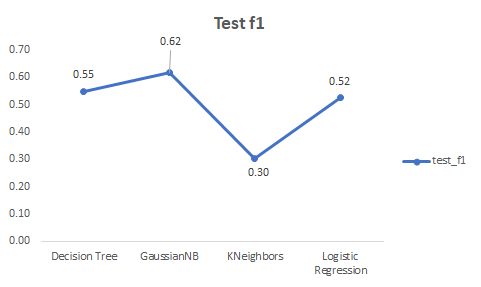 Test f1
0.70
0.60
0.50
0.40
0.30
0.20
0.10
0.00
0.55
0.62
0.30
0.52
Decision Tree
GaussianNB
KNeighbors
Logistic
Regression
test_f1